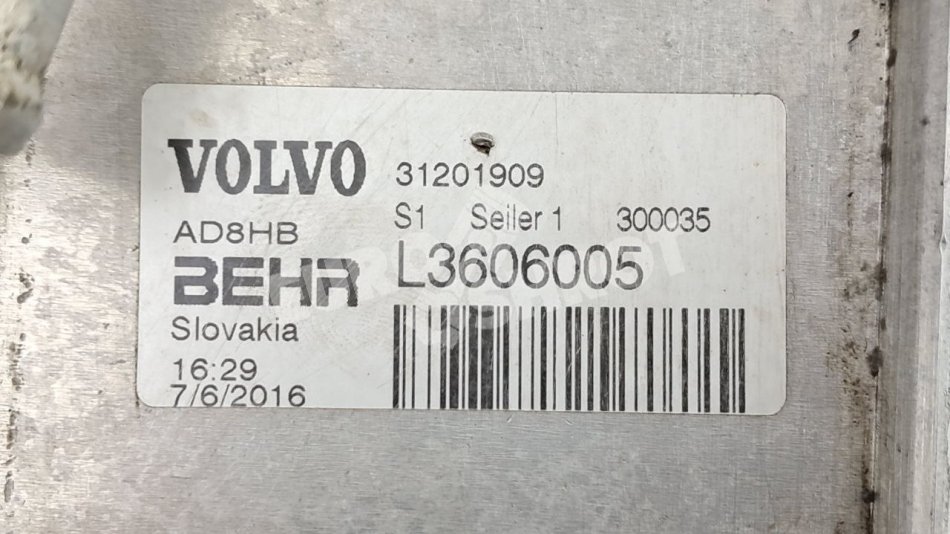 VOLVO 31201909
AD8HB S1 Seiler 1 300035
BEHR L3606005
Slovakia
16:29
7/6/2016